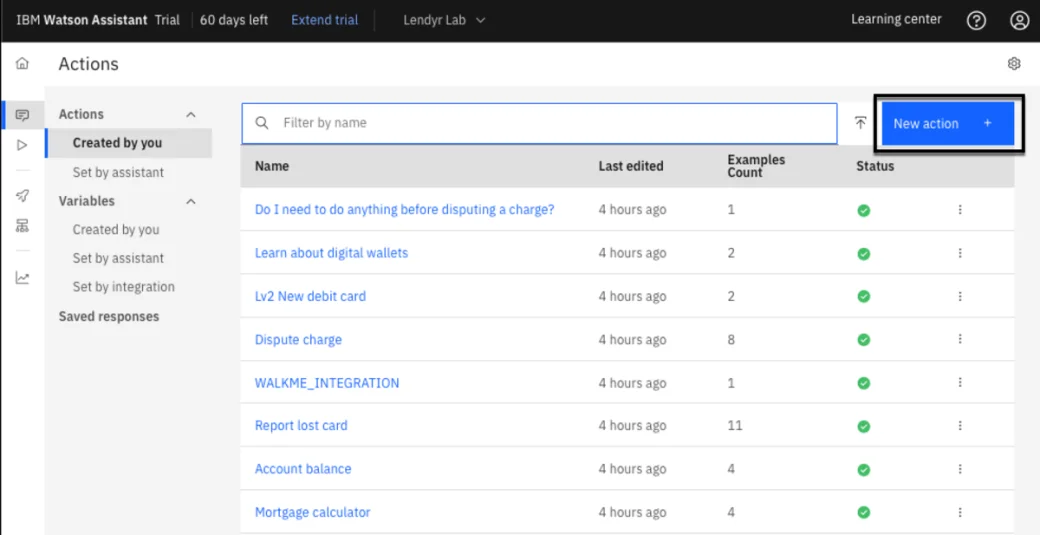 IBM Watson Assistant Trial 60 days left Extend trial Lendyr Lab Learning center
Actions
Actions
Created by you
Set by assistant
Variables
Created by you
Set by assistant
Set by integration
Saved responses
Filter by name
New action +
Name Last edited Examples Count Status
Do I need to do anything before disputing a charge? 4 hours ago 1
Learn about digital wallets 4 hours ago 2
Lv2 New debit card 4 hours ago 2
Dispute charge 4 hours ago 8
WALKME_INTEGRATION 4 hours ago 1
Report lost card 4 hours ago 11
Account balance 4 hours ago 4
Mortgage calculator 4 hours ago 4